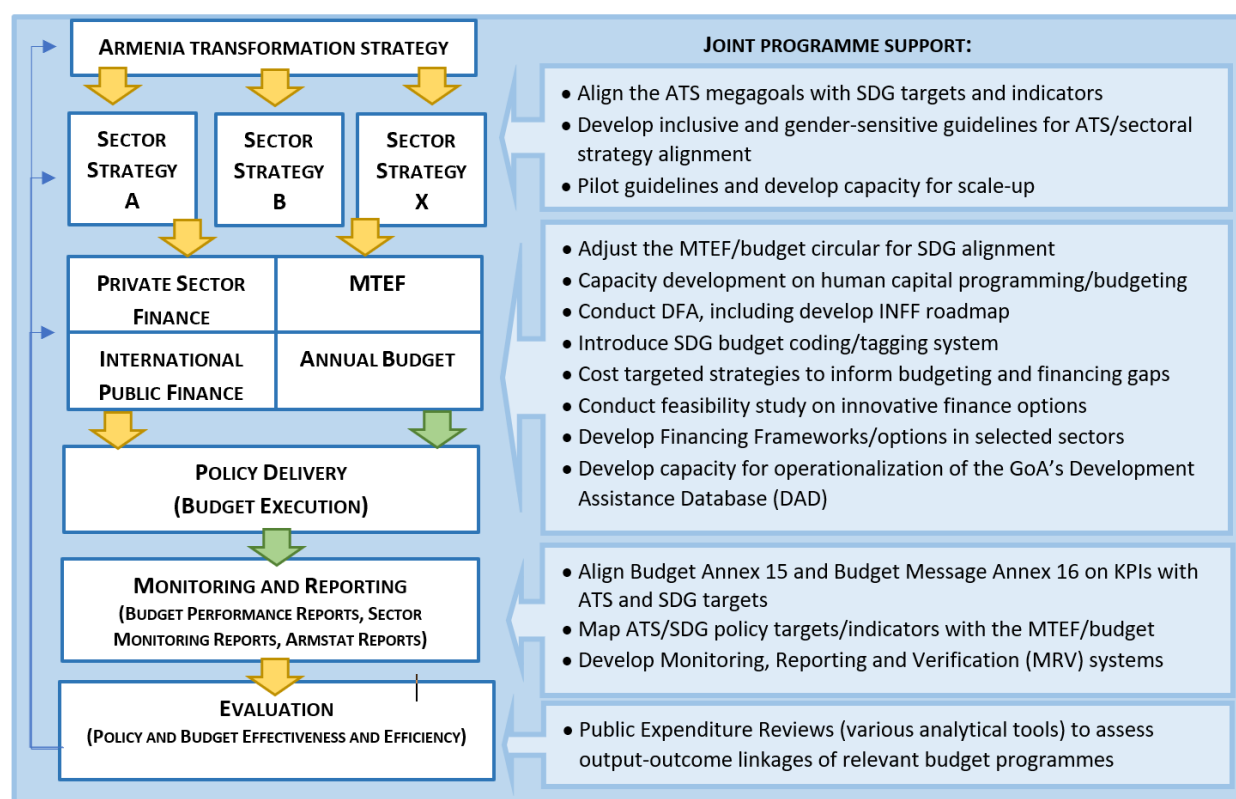 ARMENIA TRANSFORMATION STRATEGY
SECTOR
STRATEGY
A
SECTOR
STRATEGY
B
SECTOR
STRATEGY
X
PRIVATE SECTOR
FINANCE
MTEF
INTERNATIONAL
PUBLIC FINANCE
ANNUAL BUDGET
POLICY DELIVERY
(BUDGET EXECUTION)
MONITORING AND REPORTING
(BUDGET PERFORMANCE REPORTS, SECTOR
MONITORING REPORTS, ARMSTAT REPORTS)
EVALUATION
(POLICY AND BUDGET EFFECTIVENESS AND EFFICIENCY)
JOINT PROGRAMME SUPPORT:
• Align the ATS megagoals with SDG targets and indicators
• Develop inclusive and gender-sensitive guidelines for ATS/sectoral
strategy alignment
• Pilot guidelines and develop capacity for scale-up
• Adjust the MTEF/budget circular for SDG alignment
• Capacity development on human capital programming/budgeting
• Conduct DFA, including develop INFF roadmap
• Introduce SDG budget coding/tagging system
• Cost targeted strategies to inform budgeting and financing gaps
• Conduct feasibility study on innovative finance options
• Develop Financing Frameworks/options in selected sectors
• Develop capacity for operationalization of the GoA's Development
Assistance Database (DAD)
• Align Budget Annex 15 and Budget Message Annex 16 on KPIs with
ATS and SDG targets
• Map ATS/SDG policy targets/indicators with the MTEF/budget
• Develop Monitoring, Reporting and Verification (MRV) systems
• Public Expenditure Reviews (various analytical tools) to assess
output-outcome linkages of relevant budget programmes